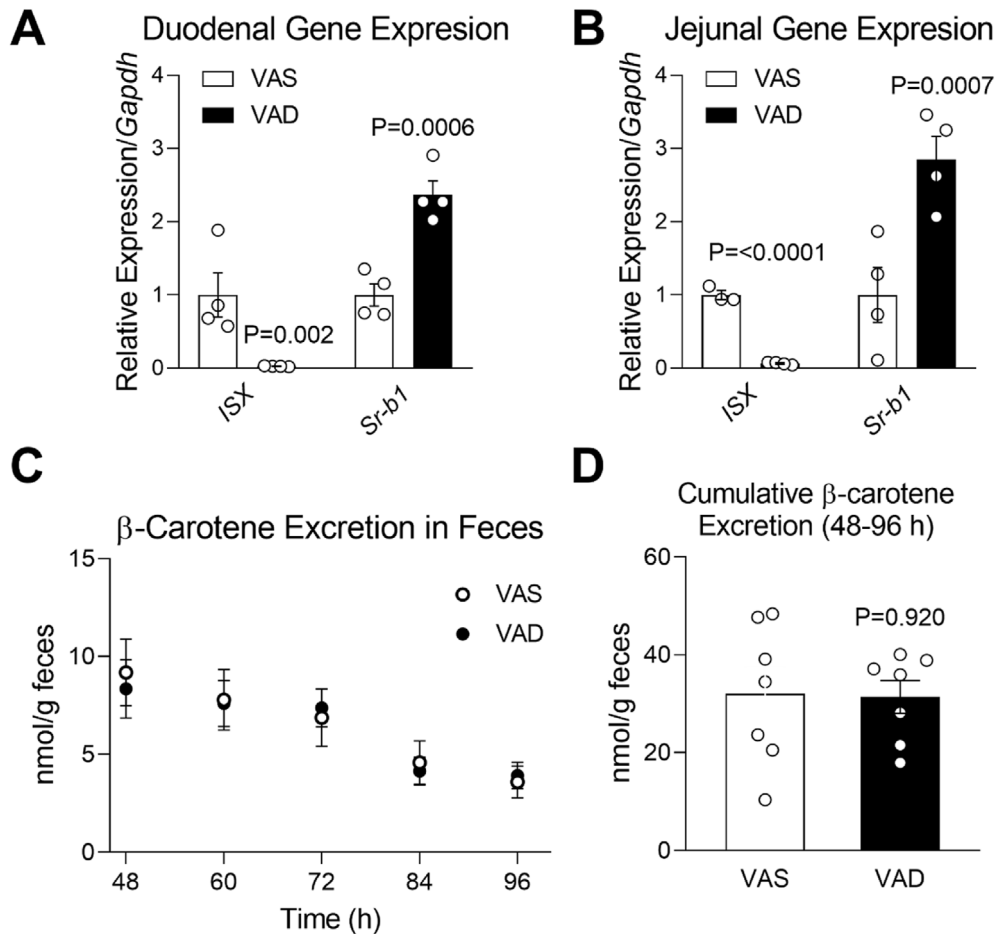 A
Duodenal Gene Expresion
Relative Expression/Gapdh
4
3
2
1
0
VAS
VAD
P=0.0006
P=0.002
ISX
Sr-b1
B
Jejunal Gene Expresion
Relative Expression/Gapdh
4
3
2
1
0
VAS
VAD
P=0.0007
P=<0.0001
ISX
Sr-b1
C
β-Carotene Excretion in Feces
nmol/g feces
15
10
5
0
VAS
VAD
48
60
72
84
96
Time (h)
D
Cumulative β-carotene
Excretion (48-96 h)
nmol/g feces
60
40
20
0
P=0.920
VAS
VAD